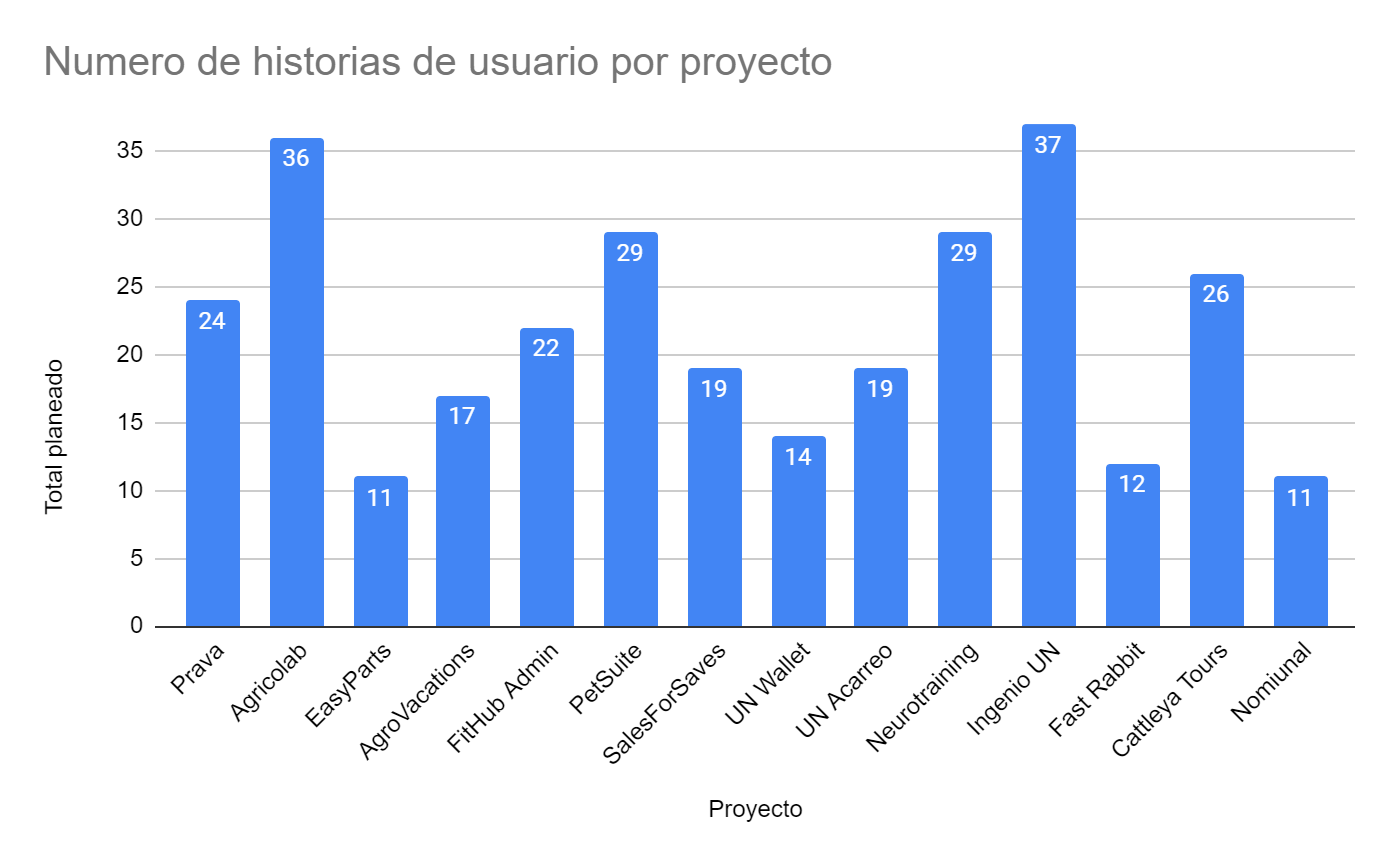 Numero de historias de usuario por proyecto
Total planeado
35
30
25
20
15
10
5
0
24
36
11
17
22
29
19
14
19
29
37
12
26
11
Prava
Agricolab
EasyParts
AgroVacations
FitHub Admin
PetSuite
SalesForSaves
UN Wallet
UN Acarreo
Neurotraining
Ingenio UN
Fast Rabbit
Cattleya Tours
Nomiunal
Proyecto